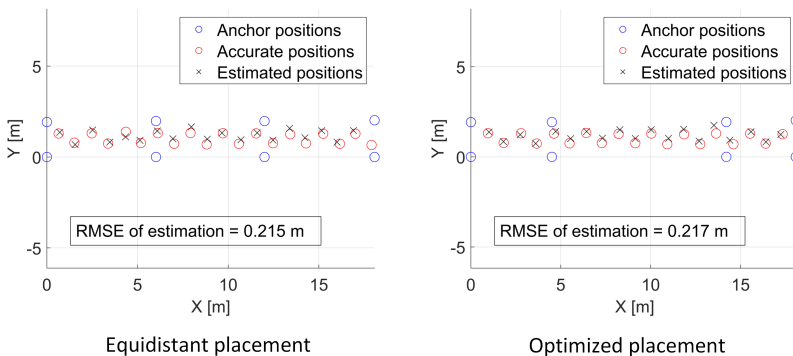 Anchor positions
Accurate positions
Estimated positions
5
0
-5
Y [m]
RMSE of estimation = 0.215 m
0
5
10
15
X [m]
Equidistant placement
Anchor positions
Accurate positions
Estimated positions
5
0
-5
Y [m]
RMSE of estimation = 0.217 m
0
5
10
15
X [m]
Optimized placement